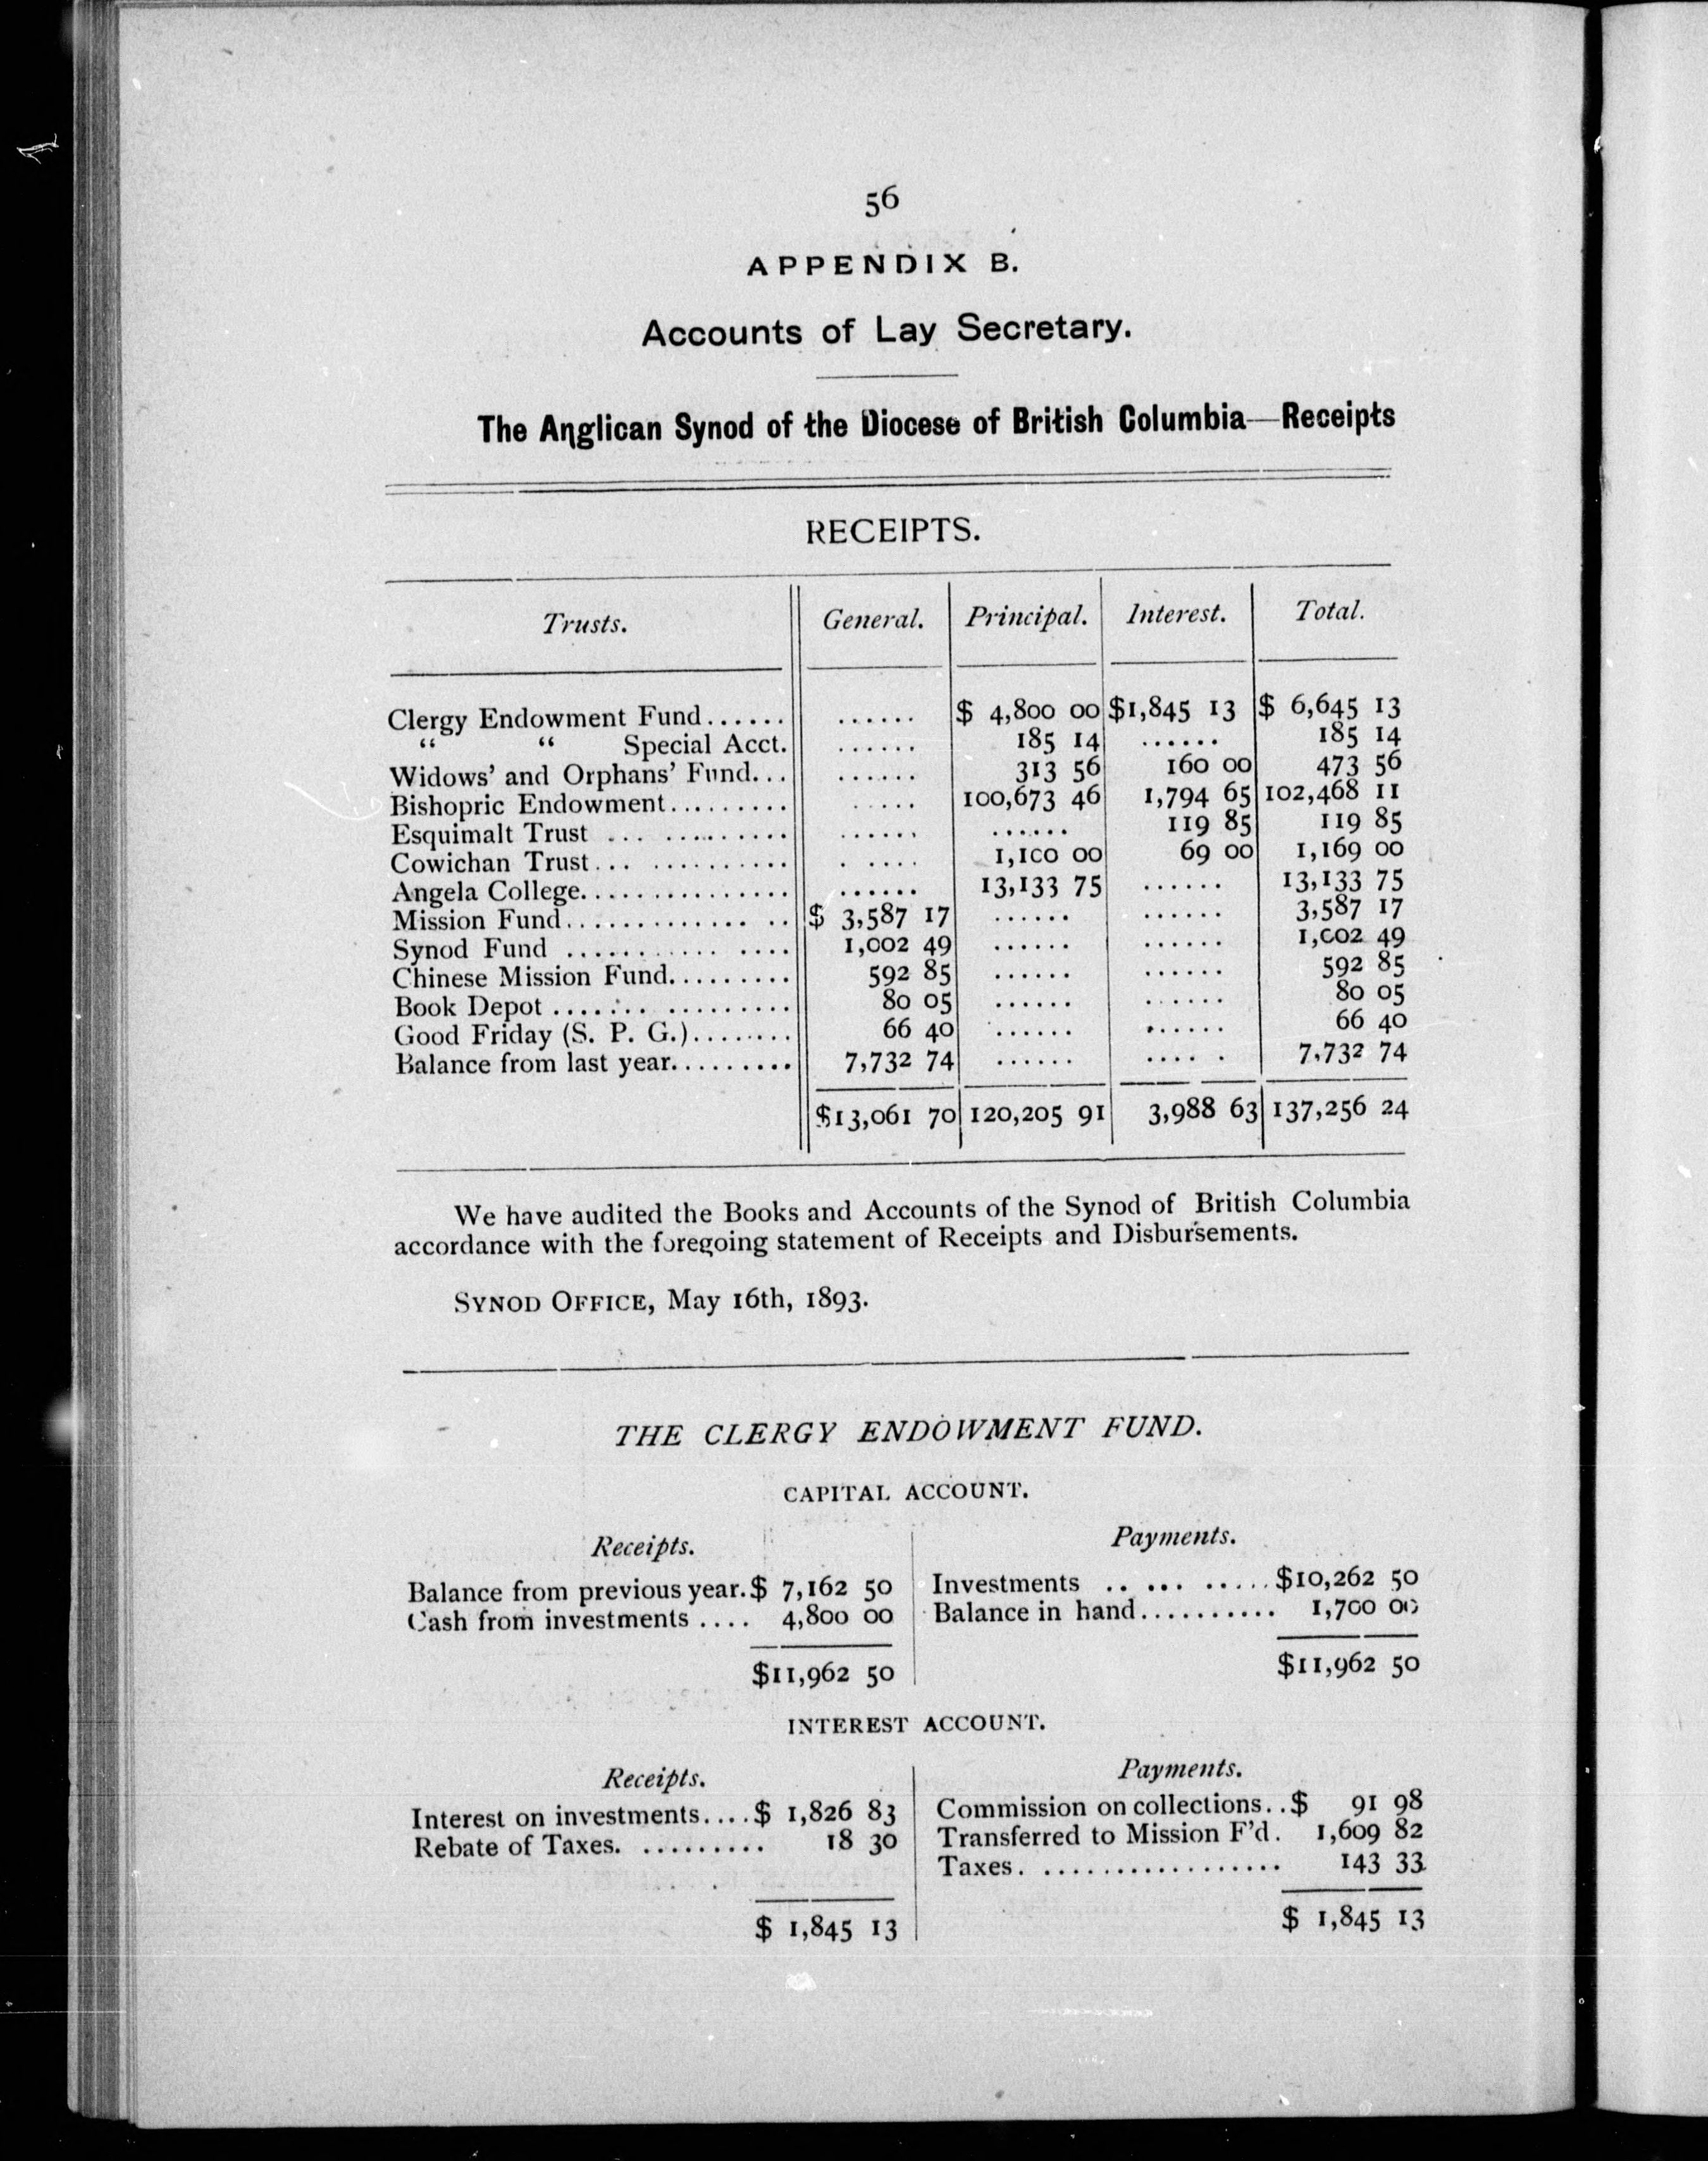 56
APPENDIX B.
Accounts of Lay Secretary.
The Anglican Synod of the Diocese of British Columbia—Receipts
RECEIPTS.
Trusts. General. Principal. Interest. Total.
Clergy Endowment Fund...... ...... $ 4,800 00 $1,845 13 $ 6,645 13
“ “ Special Acct. ...... 185 14 ...... 185 14
Widows’ and Orphans’ Fund... ...... 313 56 160 00 473 56
Bishopric Endowment......... ..... 100,673 46 1,794 65 102,468 11
Esquimalt Trust ... ......... ...... ...... 119 85 119 85
Cowichan Trust... ........... . .... 1,100 00 69 00 1,169 00
Angela College................ ...... 13,133 75 ...... 13,133 75
Mission Fund.............. .. $ 3,587 17 ...... ...... 3,587 17
Synod Fund ........... .... 1,002 49 ...... ...... 1,002 49
Chinese Mission Fund......... 592 85 ...... ...... 592 85
Book Depot ....... .......... 80 05 ...... ...... 80 05
Good Friday (S. P. G.)........ 66 40 ...... ...... 66 40
Balance from last year......... 7,732 74 ...... .... . 7,732 74
$13,061 70 120,205 91 3,988 63 137,256 24
We have audited the Books and Accounts of the Synod of British Columbia
accordance with the foregoing statement of Receipts and Disbursements.
SYNOD OFFICE, May 16th, 1893.
THE CLERGY ENDOWMENT FUND.
CAPITAL ACCOUNT.
Receipts. Payments.
Balance from previous year.$ 7,162 50 Investments .. ... .....$10,262 50
Cash from investments .... 4,800 00 Balance in hand.......... 1,700 00
$11,962 50 $11,962 50
INTEREST ACCOUNT.
Receipts. Payments.
Interest on investments....$ 1,826 83 Commission on collections..$ 91 98
Rebate of Taxes. ......... 18 30 Transferred to Mission F’d. 1,609 82
Taxes. ................. 143 33
$ 1,845 13 $ 1,845 13